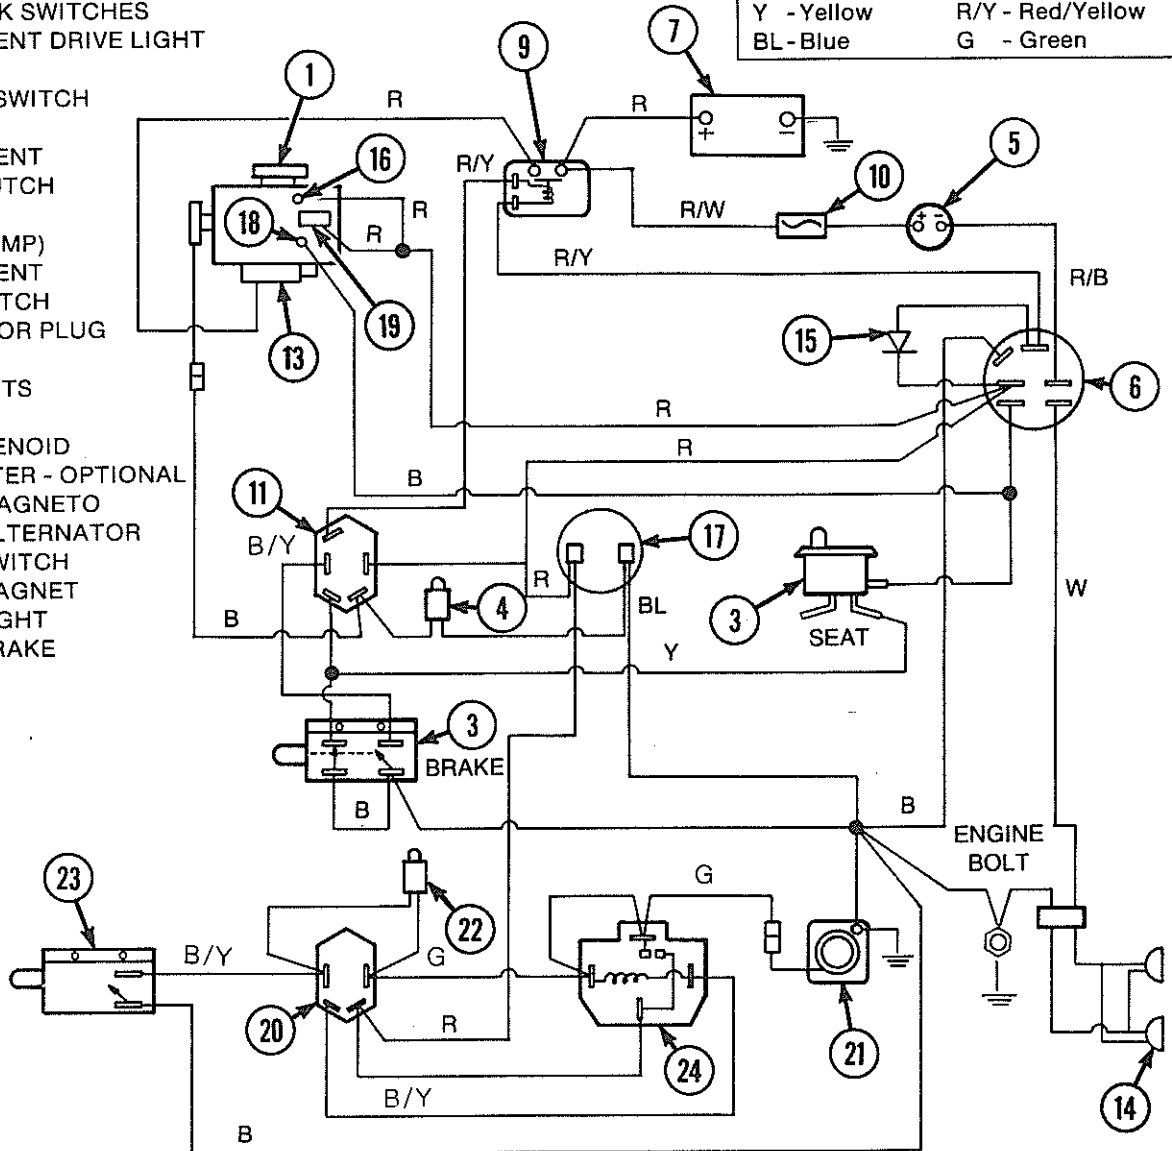 K SWITCHES
ENT DRIVE LIGHT
SWITCH
ENT
UTCH
MP)
ENT
TCH
OR PLUG
TS
ENOID
TER - OPTIONAL
AGNETO
LTERNATOR
WITCH
AGNET
GHT
RAKE
Y - Yellow R/Y - Red/Yellow
BL - Blue G - Green
1
9
7
R
R
5
16
R/Y
10
18
R
R
R/W
R/Y
R/B
19
13
15
6
R
R
B
11
B/Y
17
R
4
BL
3
SEAT
W
B
Y
3
BRAKE
B
B
ENGINE
BOLT
23
22
G
B/Y
G
20
R
24
21
B/Y
14
B
+ −
+ −